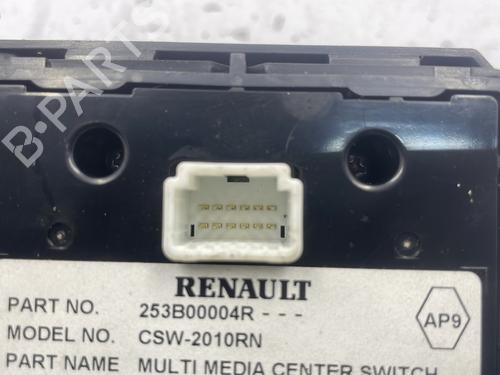 B-PARTS
RENAULT
PART NO. 253B00004R - - -
MODEL NO. CSW-2010RN
AP9
PART NAME MULTI MEDIA CENTER SWITCH